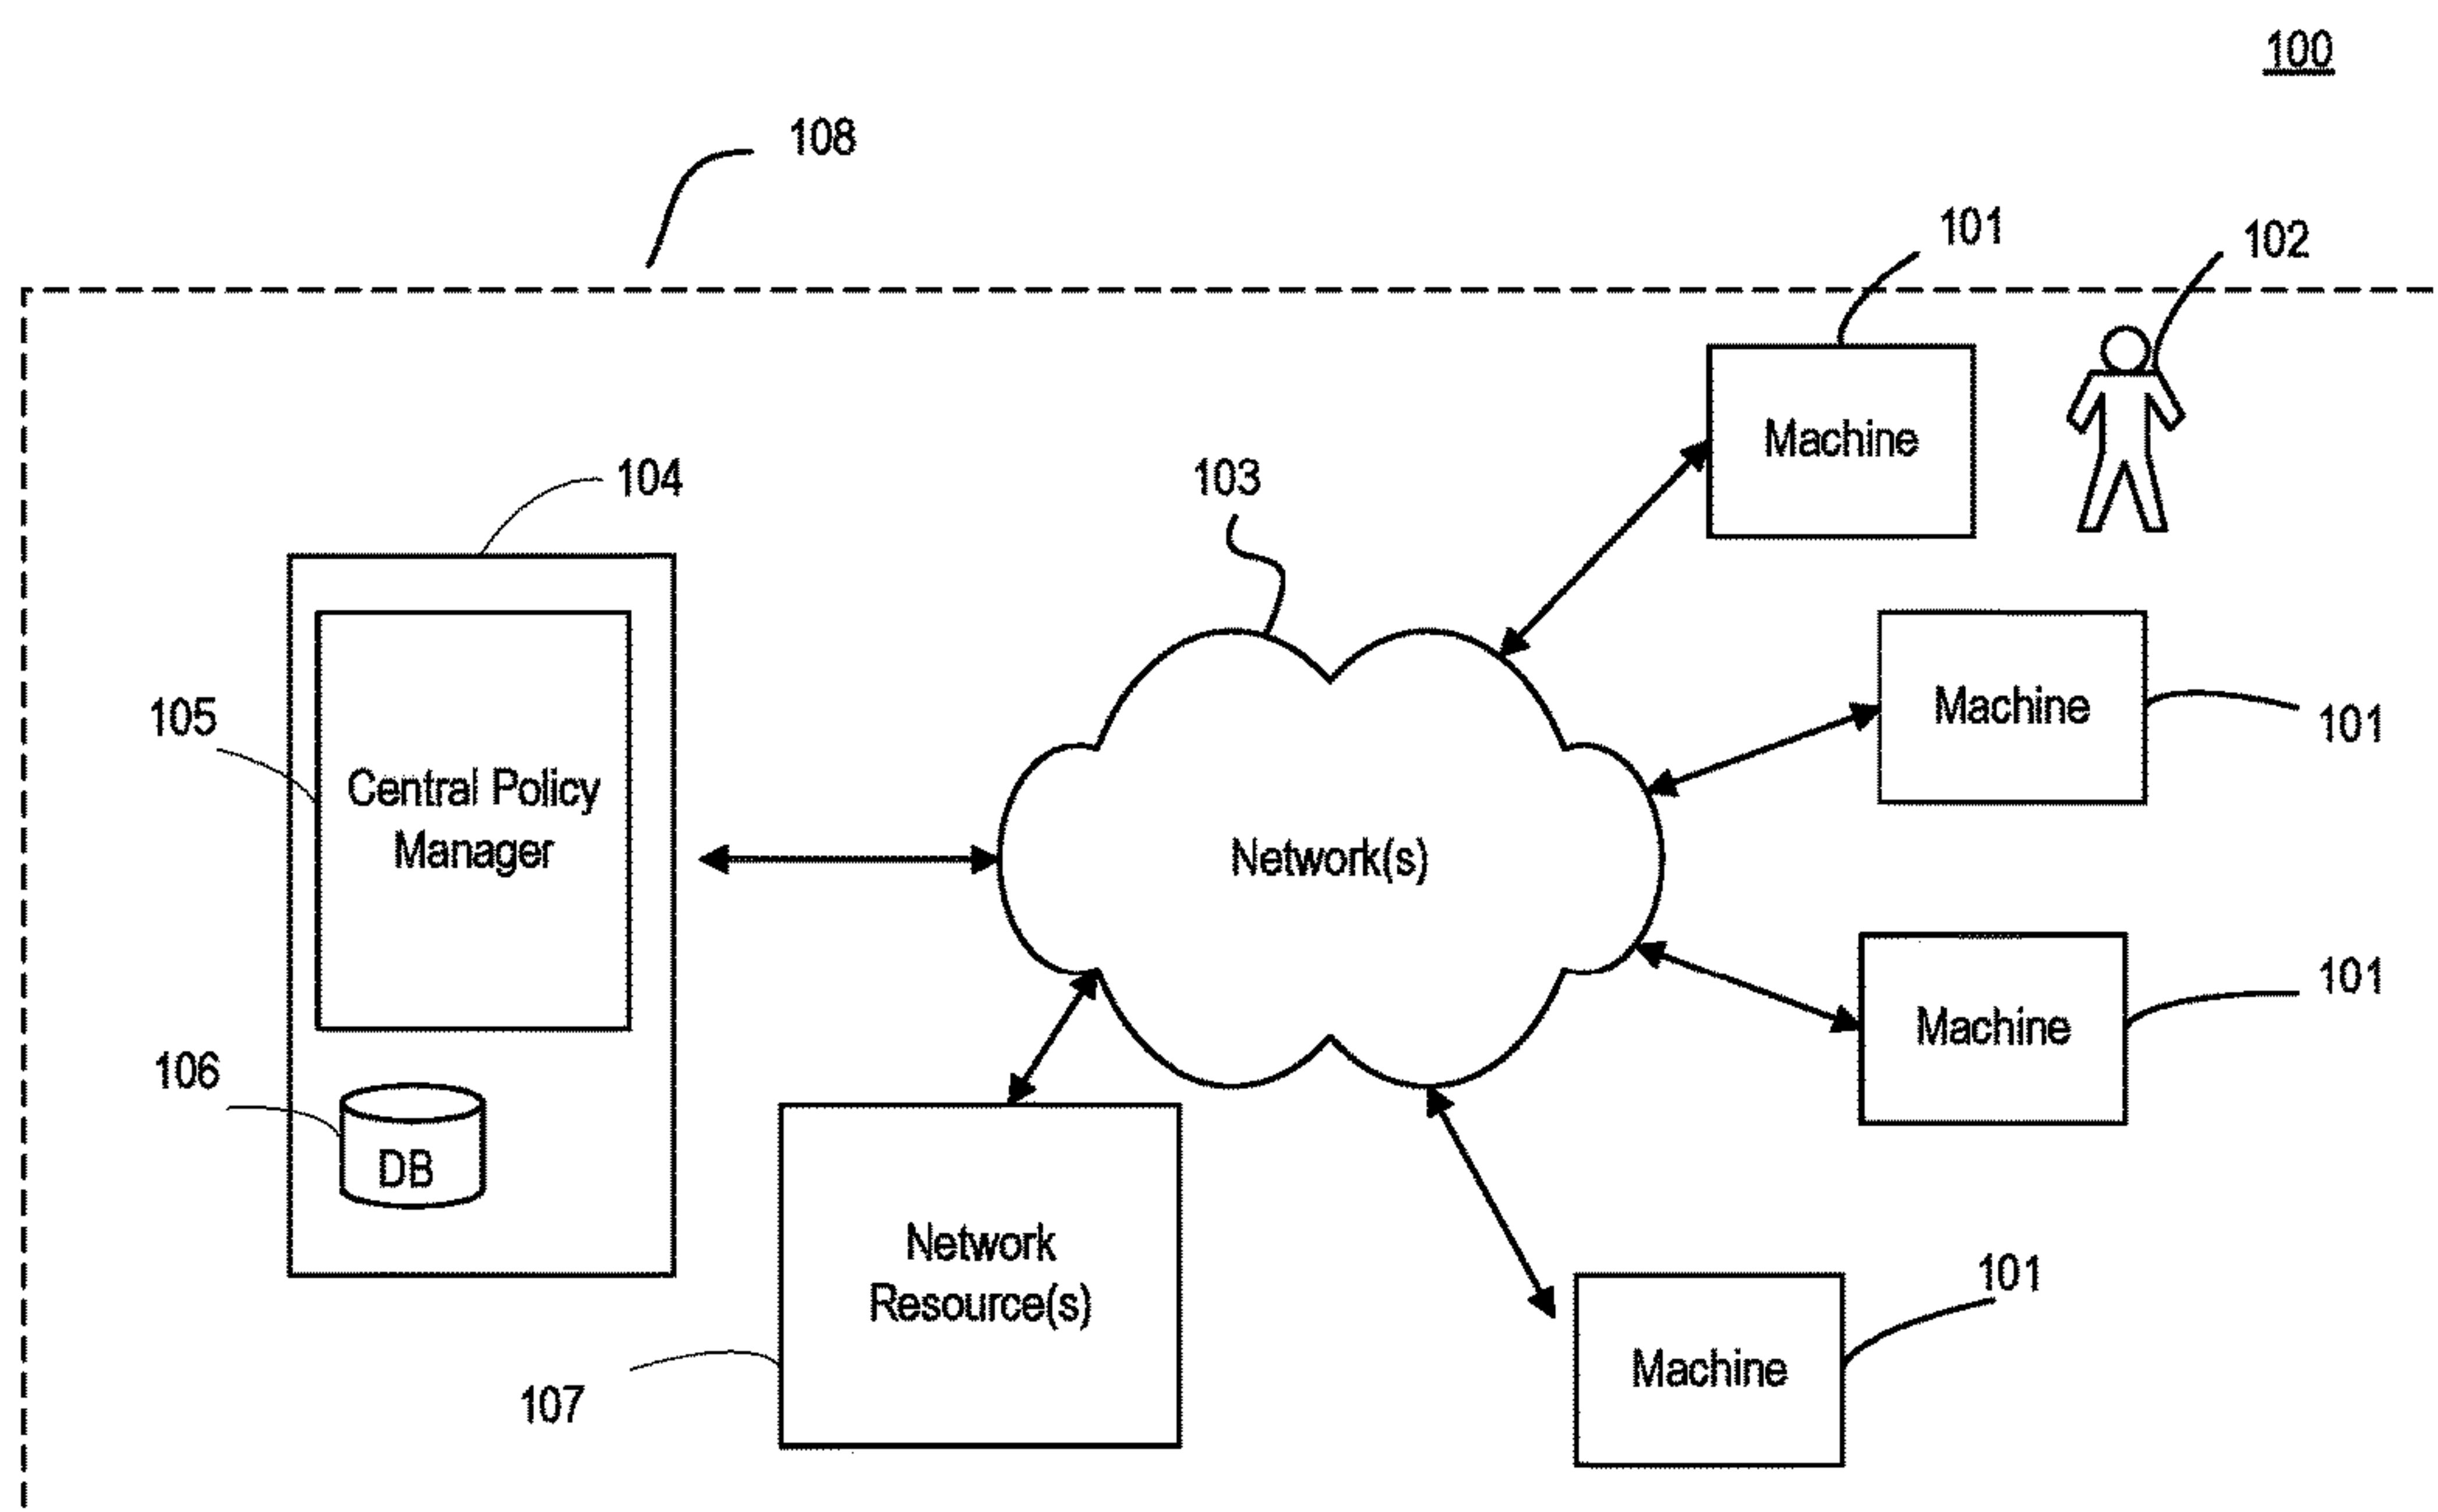 100
108
101
102
Machine
104
103
105
Machine
101
Central Policy
Manager
Network(s)
101
Machine
106
DB
Network
Resource(s)
101
Machine
107